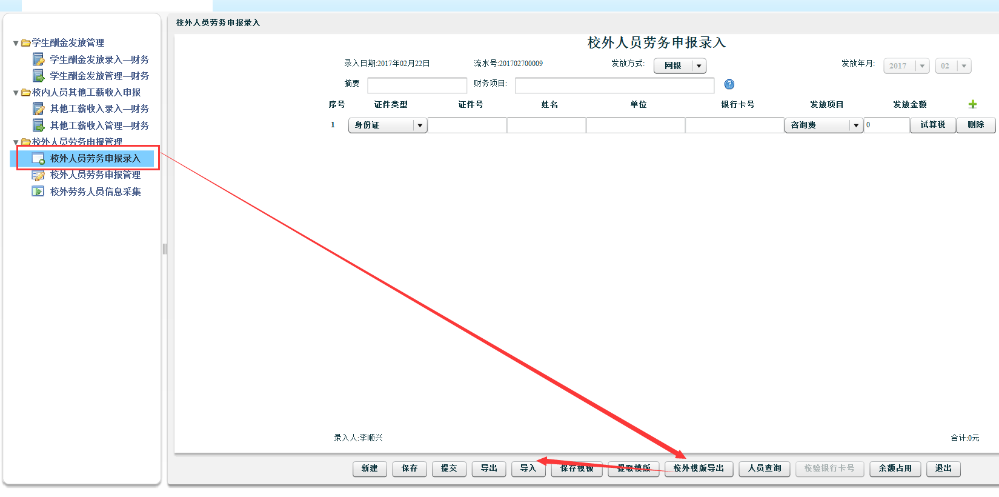 学生酬金发放管理
学生酬金发放录入—财务
学生酬金发放管理—财务
校内人员其他工薪收入申报
其他工薪收入录入—财务
其他工薪收入管理—财务
校外人员劳务申报管理
校外人员劳务申报录入
校外人员劳务申报管理
校外劳务人员信息采集
校外人员劳务申报录入
校外人员劳务申报录入
录入日期:2017年02月22日 流水号:201702700009 发放方式: 网银 发放年月: 2017 02
摘要 财务项目:
序号 证件类型 证件号 姓名 单位 银行卡号 发放项目 发放金额
1 身份证 咨询费 0 试算税 删除
录入人:李顺兴 合计:0元
新建 保存 提交 导出 导入 保存模板 提取模版 校外模版导出 人员查询 校验银行卡号 余额占用 退出